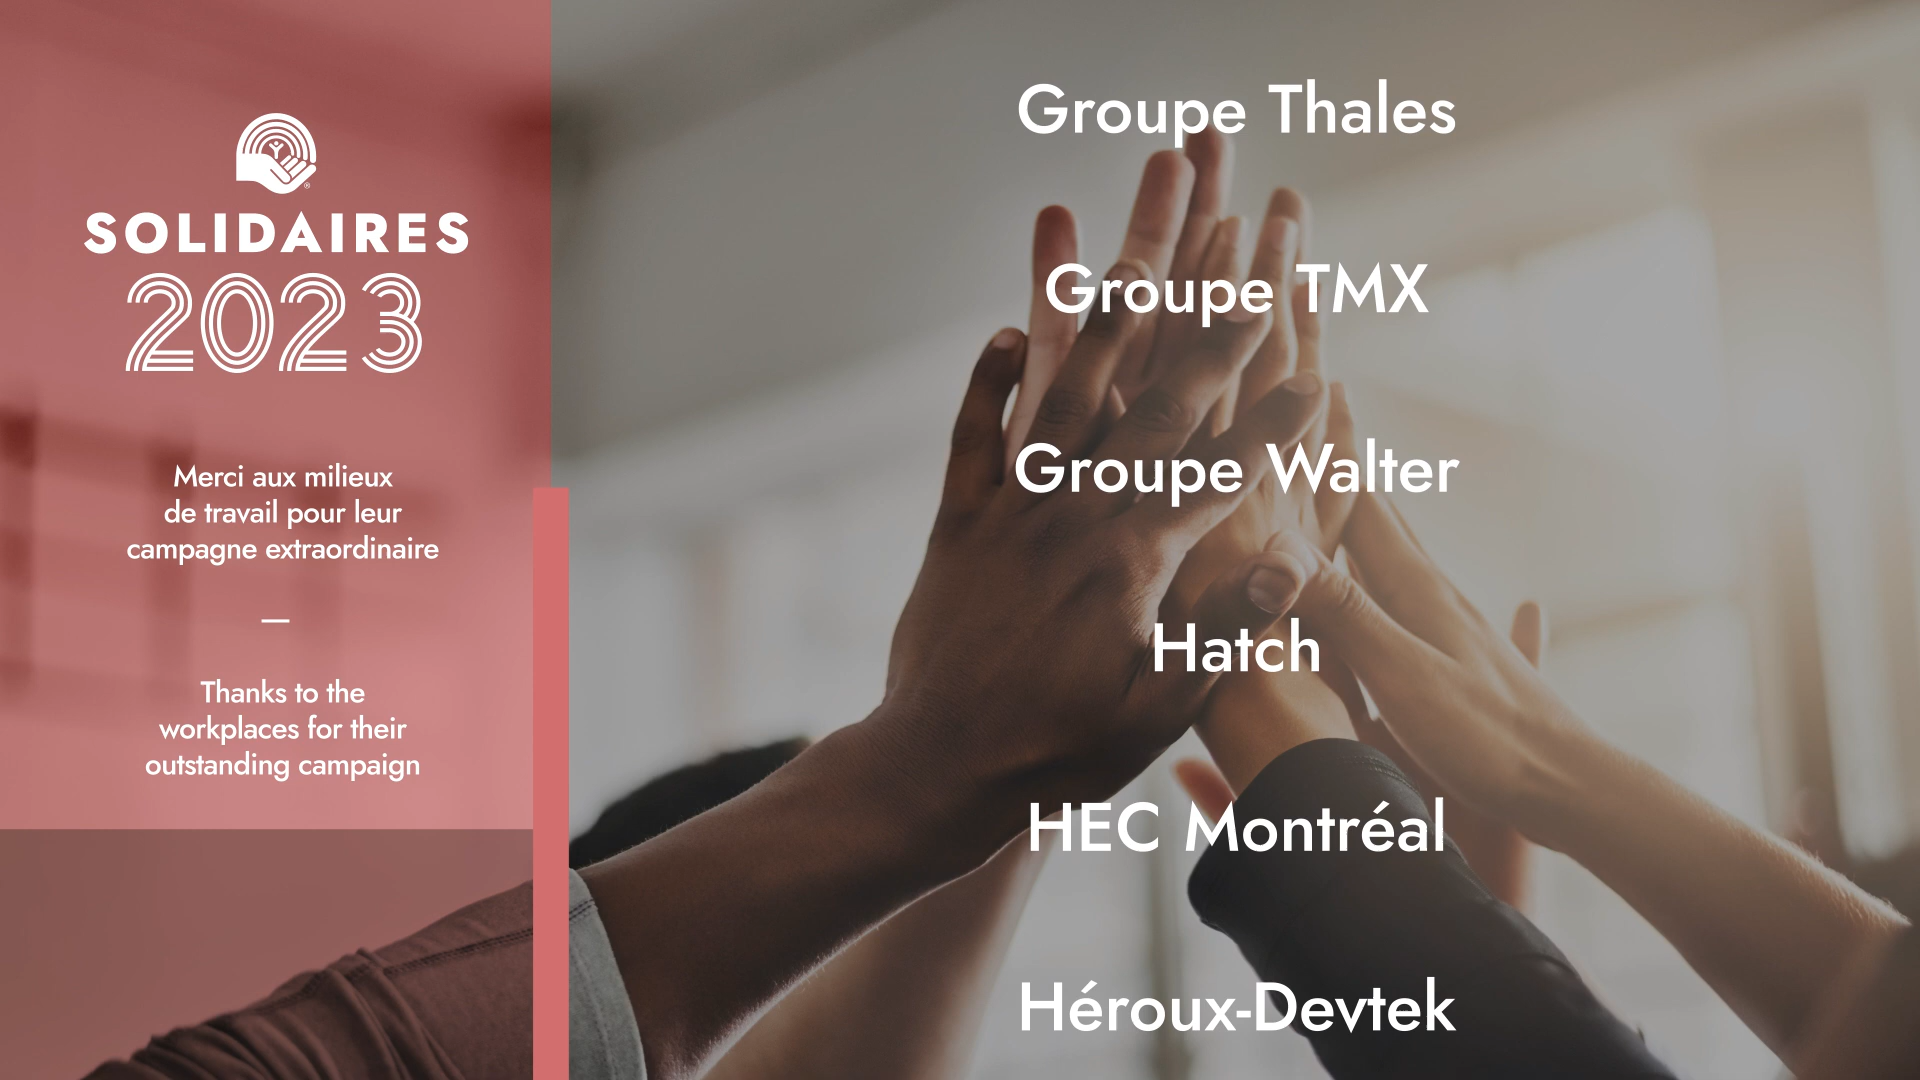 SOLIDAIRES
2023
Merci aux milieux
de travail pour leur
campagne extraordinaire
—
Thanks to the
workplaces for their
outstanding campaign
Groupe Thales
Groupe TMX
Groupe Walter
Hatch
HEC Montréal
Héroux-Devtek